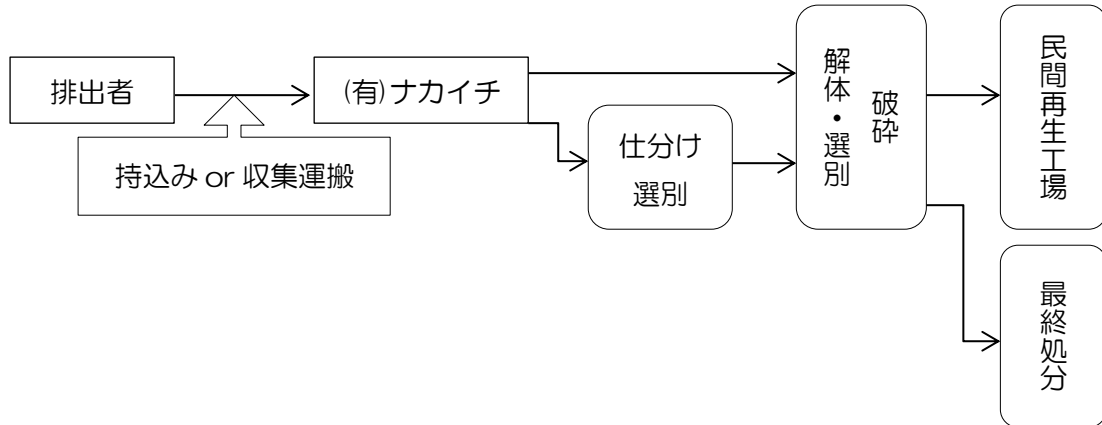 排出者
持込み or 収集運搬
(有)ナカイチ
仕分け
選別
破砕
解体・選別
民間再生工場
最終処分